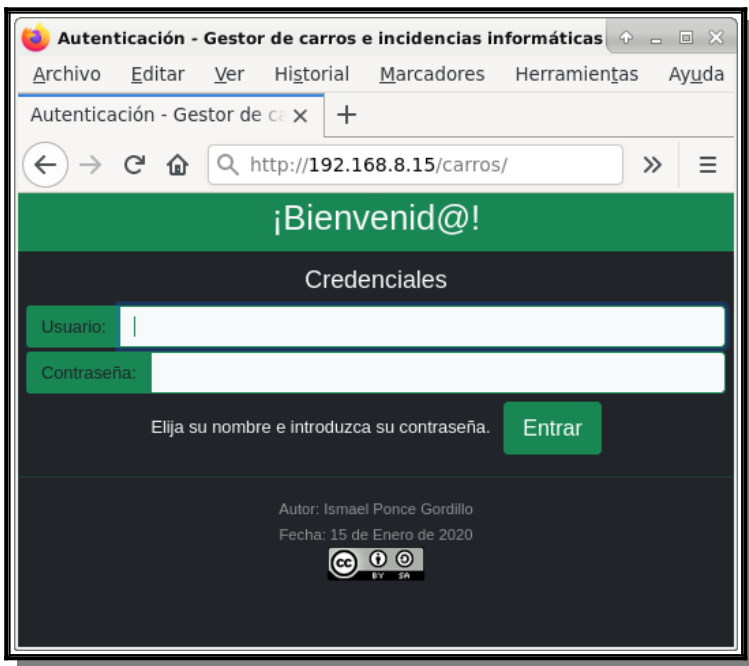 Autenticación - Gestor de carros e incidencias informáticas
Archivo Editar Ver Historial Marcadores Herramientas Ayuda
Autenticación - Gestor de ca
http://192.168.8.15/carros/
¡Bienvenid@!
Credenciales
Usuario:
Contraseña:
Elija su nombre e introduzca su contraseña. Entrar
Autor: Ismael Ponce Gordillo
Fecha: 15 de Enero de 2020
cc
BY SA